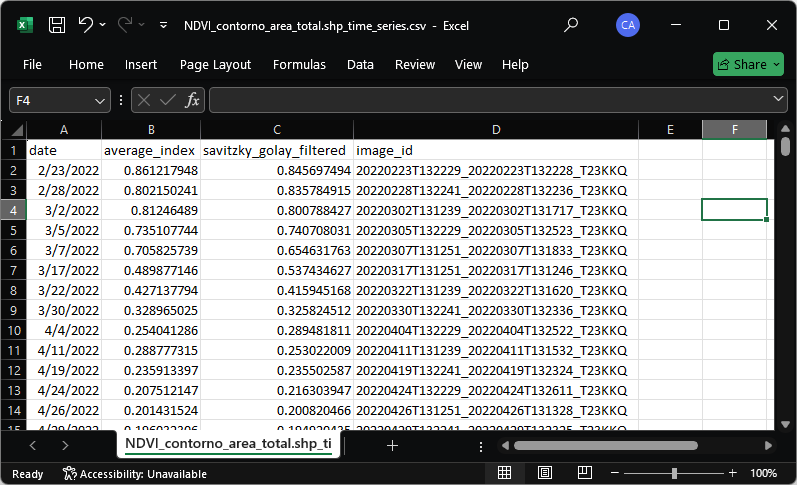 NDVI_contorno_area_total.shp_time_series.csv - Excel
CA
File Home Insert Page Layout Formulas Data Review View Help Share
F4 fx
A B C D E F
1 date average_index savitzky_golay_filtered image_id
2 2/23/2022 0.861217948 0.845697494 20220223T132229_20220223T132228_T23KKQ
3 2/28/2022 0.802150241 0.835784915 20220228T132241_20220228T132236_T23KKQ
4 3/2/2022 0.81246489 0.800788427 20220302T131239_20220302T131717_T23KKQ
5 3/5/2022 0.735107744 0.740708031 20220305T132229_20220305T132523_T23KKQ
6 3/7/2022 0.705825739 0.654631763 20220307T131251_20220307T131833_T23KKQ
7 3/17/2022 0.489877146 0.537434627 20220317T131251_20220317T131246_T23KKQ
8 3/22/2022 0.427137794 0.415945168 20220322T131239_20220322T131620_T23KKQ
9 3/30/2022 0.328965025 0.325824512 20220330T132241_20220330T132336_T23KKQ
10 4/4/2022 0.254041286 0.289481811 20220404T132229_20220404T132522_T23KKQ
11 4/11/2022 0.288777315 0.253022009 20220411T131239_20220411T131532_T23KKQ
12 4/19/2022 0.235913397 0.235502587 20220419T132241_20220419T132324_T23KKQ
13 4/24/2022 0.207512147 0.216303947 20220424T132229_20220424T132611_T23KKQ
14 4/26/2022 0.201431524 0.200820466 20220426T131251_20220426T131328_T23KKQ
NDVI_contorno_area_total.shp_ti
Ready Accessibility: Unavailable 100%